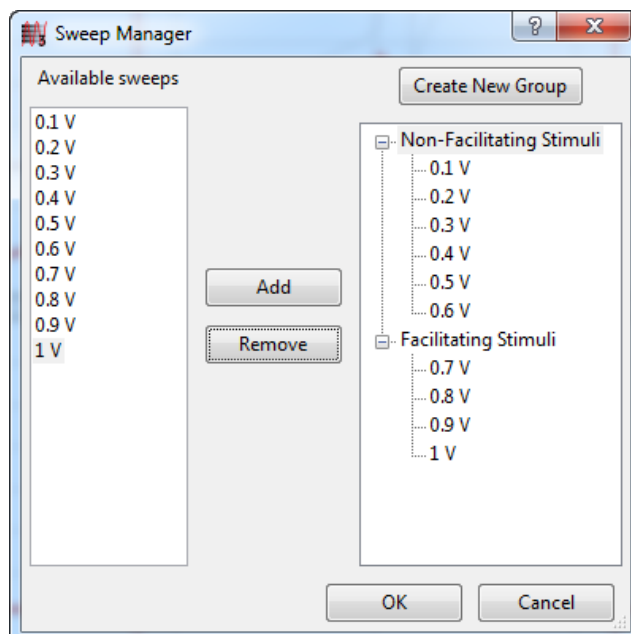 Sweep Manager
?
Available sweeps
Create New Group
0.1 V
0.2 V
0.3 V
0.4 V
0.5 V
0.6 V
0.7 V
0.8 V
0.9 V
1 V
Add
Remove
Non-Facilitating Stimuli
0.1 V
0.2 V
0.3 V
0.4 V
0.5 V
0.6 V
Facilitating Stimuli
0.7 V
0.8 V
0.9 V
1 V
OK
Cancel